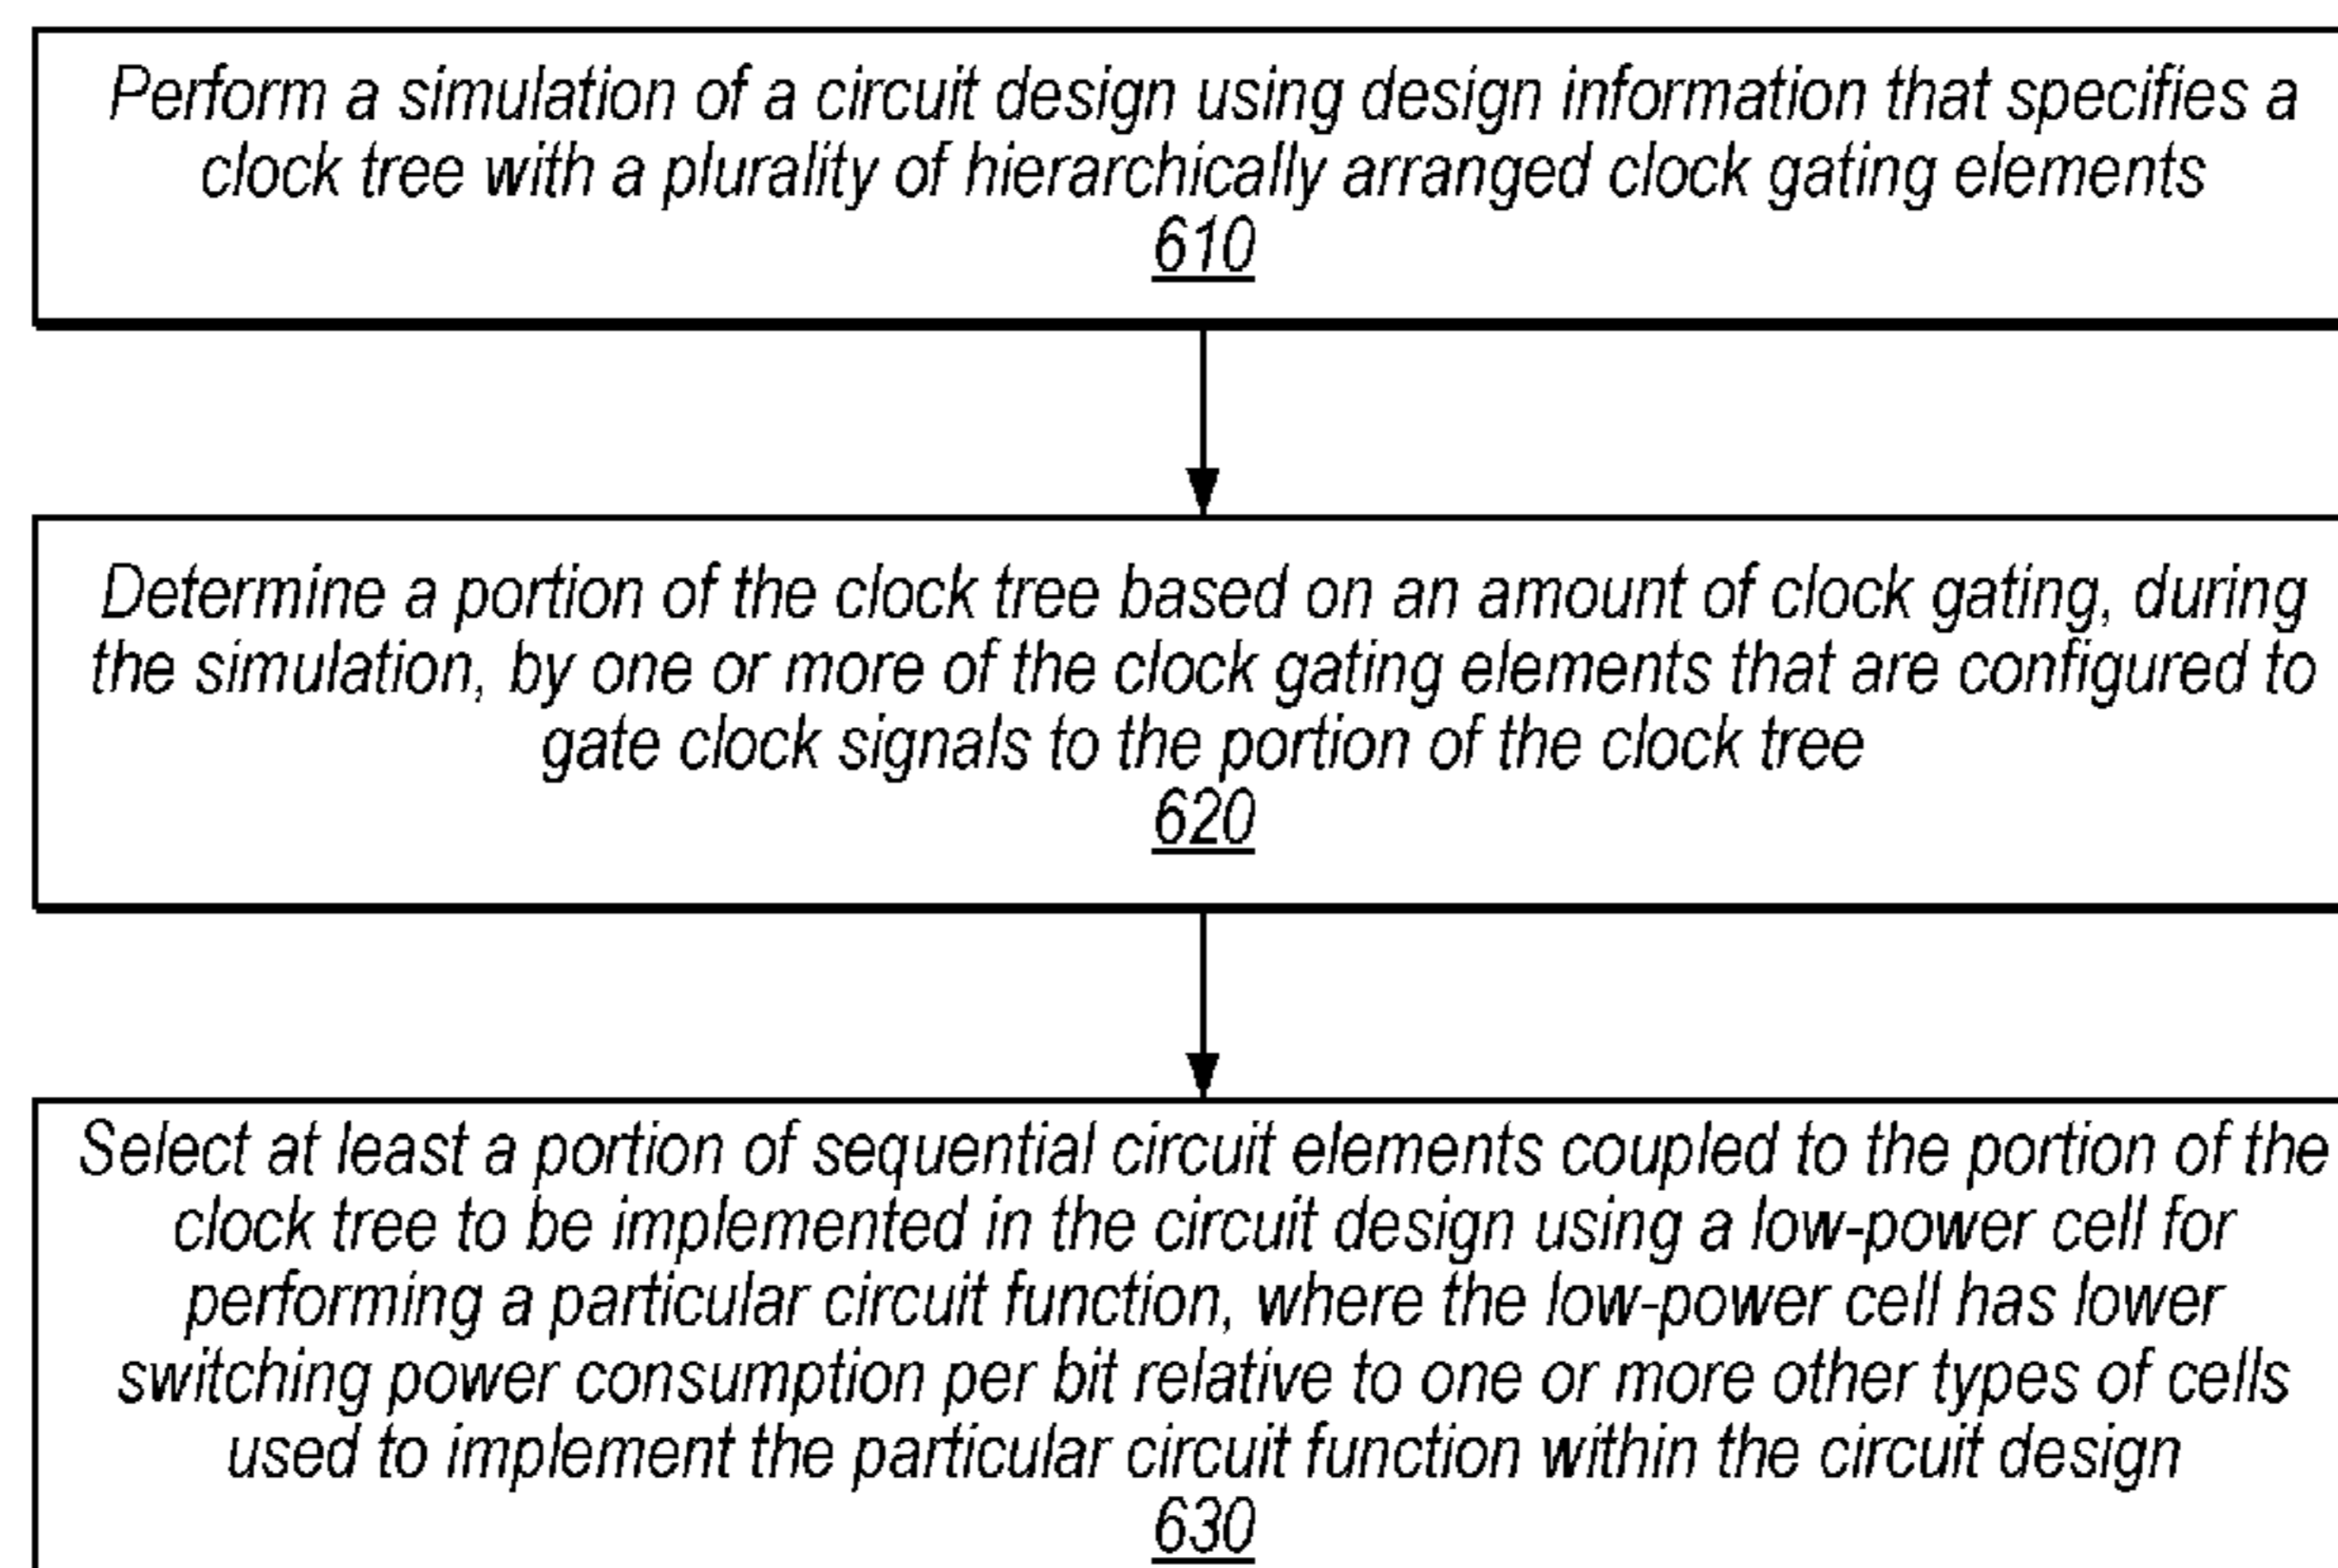 Perform a simulation of a circuit design using design information that specifies a
clock tree with a plurality of hierarchically arranged clock gating elements
610
Determine a portion of the clock tree based on an amount of clock gating, during
the simulation, by one or more of the clock gating elements that are configured to
gate clock signals to the portion of the clock tree
620
Select at least a portion of sequential circuit elements coupled to the portion of the
clock tree to be implemented in the circuit design using a low-power cell for
performing a particular circuit function, where the low-power cell has lower
switching power consumption per bit relative to one or more other types of cells
used to implement the particular circuit function within the circuit design
630